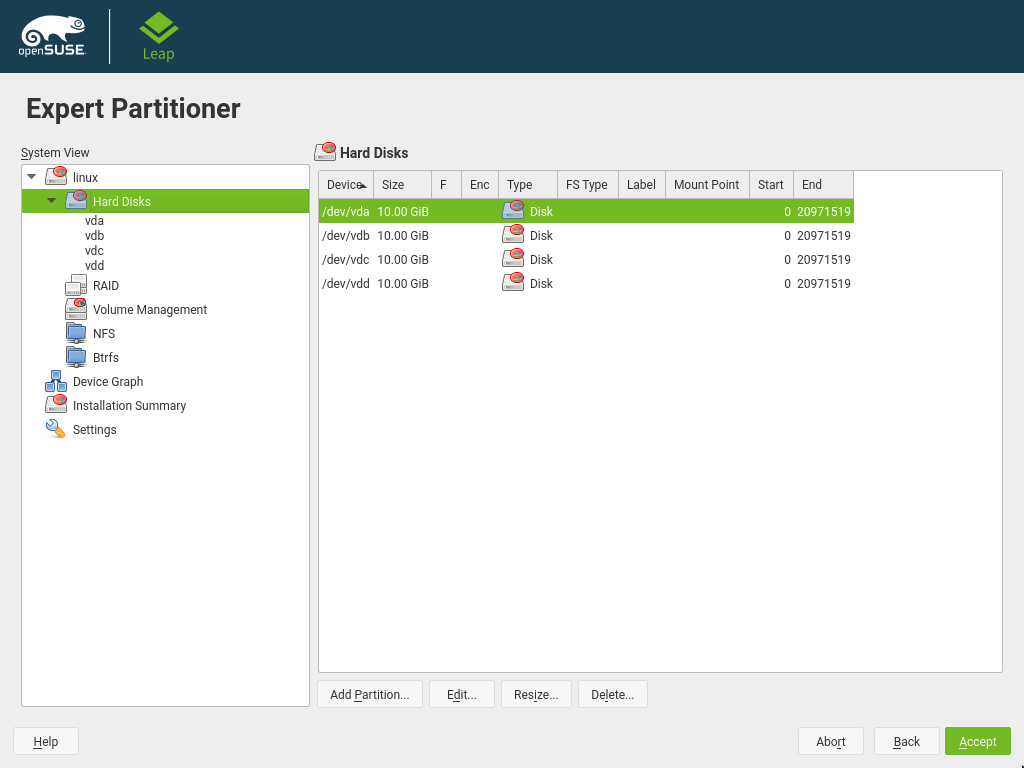 openSUSE
Leap
Expert Partitioner
System View
linux
Hard Disks
vda
vdb
vdc
vdd
RAID
Volume Management
NFS
Btrfs
Device Graph
Installation Summary
Settings
Hard Disks
Device Size F Enc Type FS Type Label Mount Point Start End
/dev/vda 10.00 GiB Disk 0 20971519
/dev/vdb 10.00 GiB Disk 0 20971519
/dev/vdc 10.00 GiB Disk 0 20971519
/dev/vdd 10.00 GiB Disk 0 20971519
Add Partition... Edit... Resize... Delete...
Help Abort Back Accept